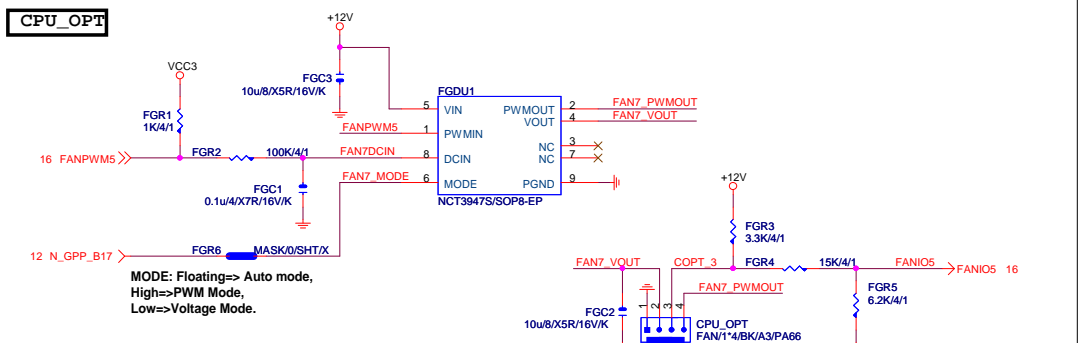 CPU_OPT
+12V
VCC3
FGC3
10u/8/X5R/16V/K
FGDU1
FGR1
1K/4/1
5 VIN
PWMOUT 2 FAN7_PWMOUT
VOUT 4 FAN7_VOUT
FANPWM5 1 PWMIN
NC 3
16 FANPWM5 FGR2 100K/4/1 FAN7DCIN 8 DCIN
NC 7
FAN7_MODE 6 MODE
PGND 9
FGC1
0.1u/4/X7R/16V/K
NCT3947S/SOP8-EP
+12V
FGR3
3.3K/4/1
12 N_GPP_B17 FGR6 MASK/0/SHT/X
FAN7_VOUT COPT_3 FGR4 15K/4/1 FANIO5 FANIO5 16
MODE: Floating=> Auto mode,
High=>PWM Mode,
Low=>Voltage Mode.
FAN7_PWMOUT
FGR5
6.2K/4/1
1 2 3 4
FGC2
10u/8/X5R/16V/K
CPU_OPT
FAN/1*4/BK/A3/PA66